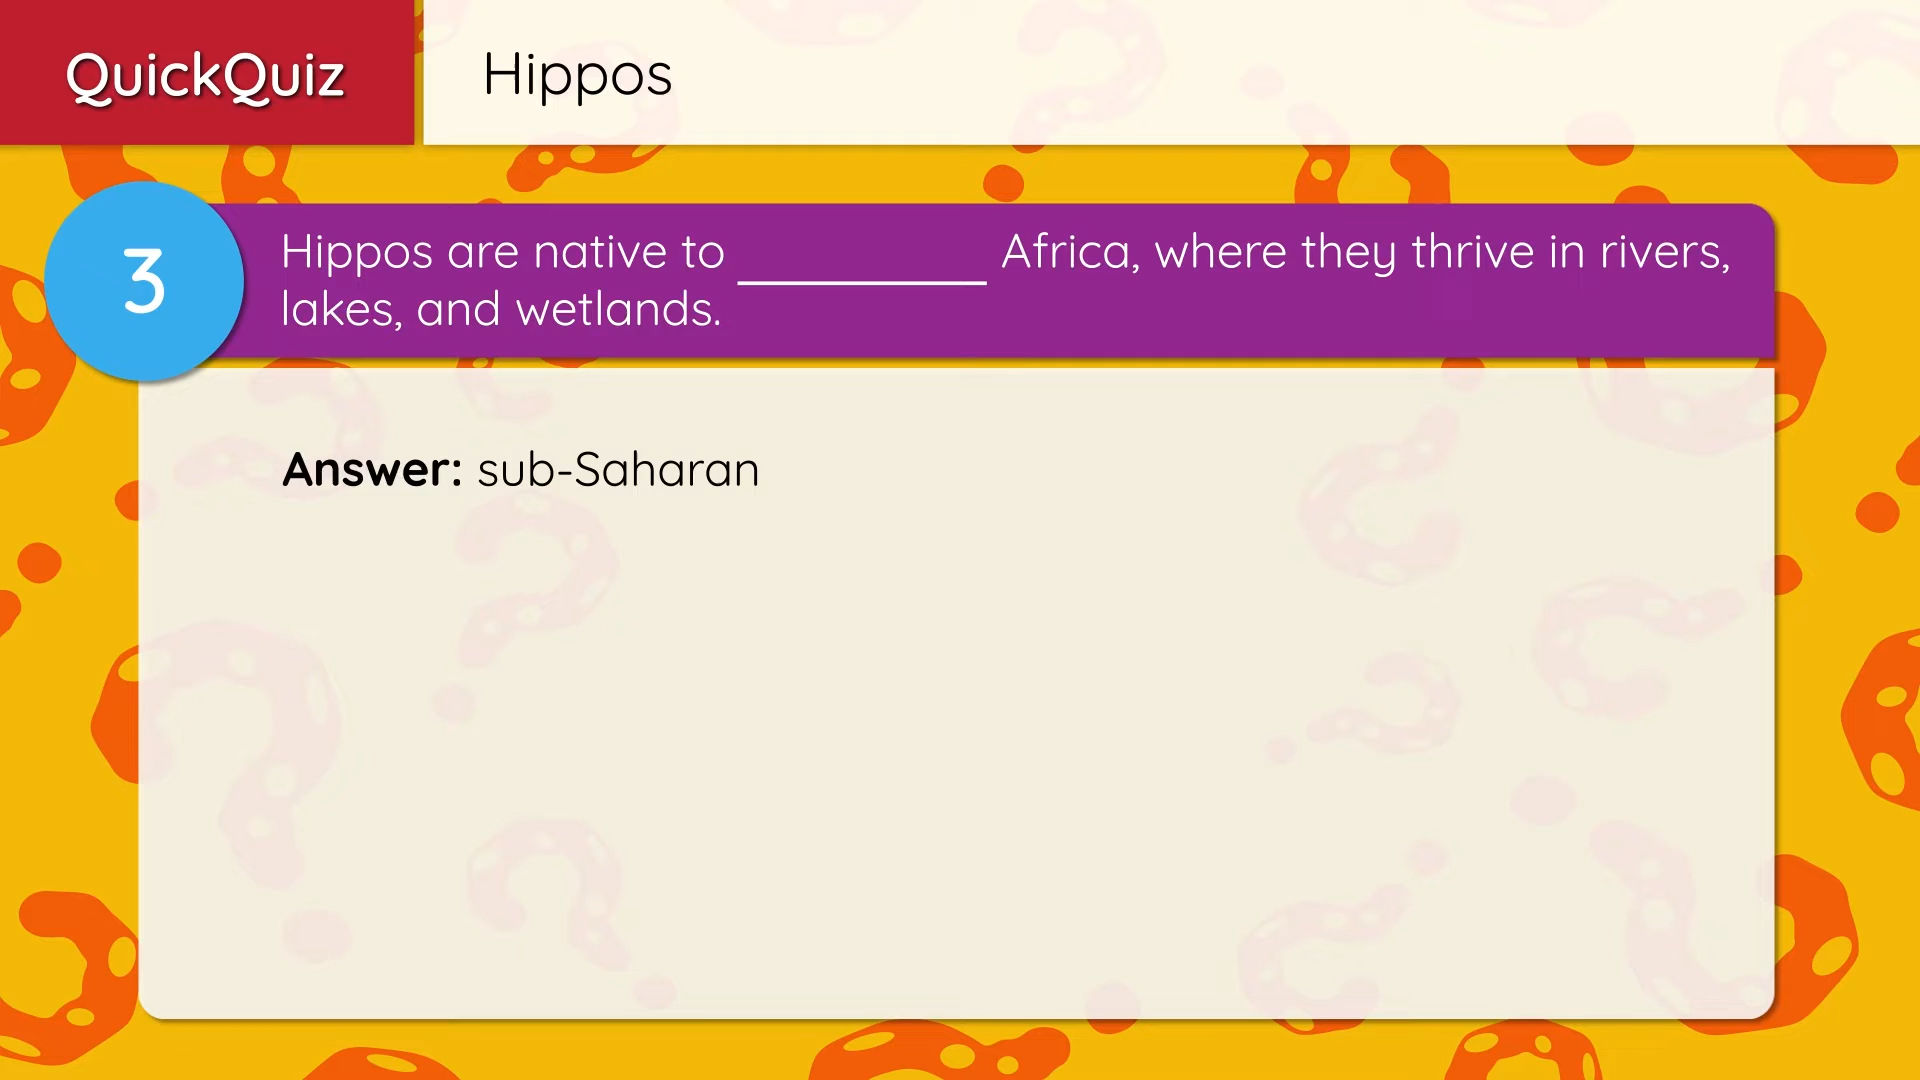 QuickQuiz
Hippos
3
Hippos are native to __________ Africa, where they thrive in rivers,
lakes, and wetlands.
Answer: sub-Saharan